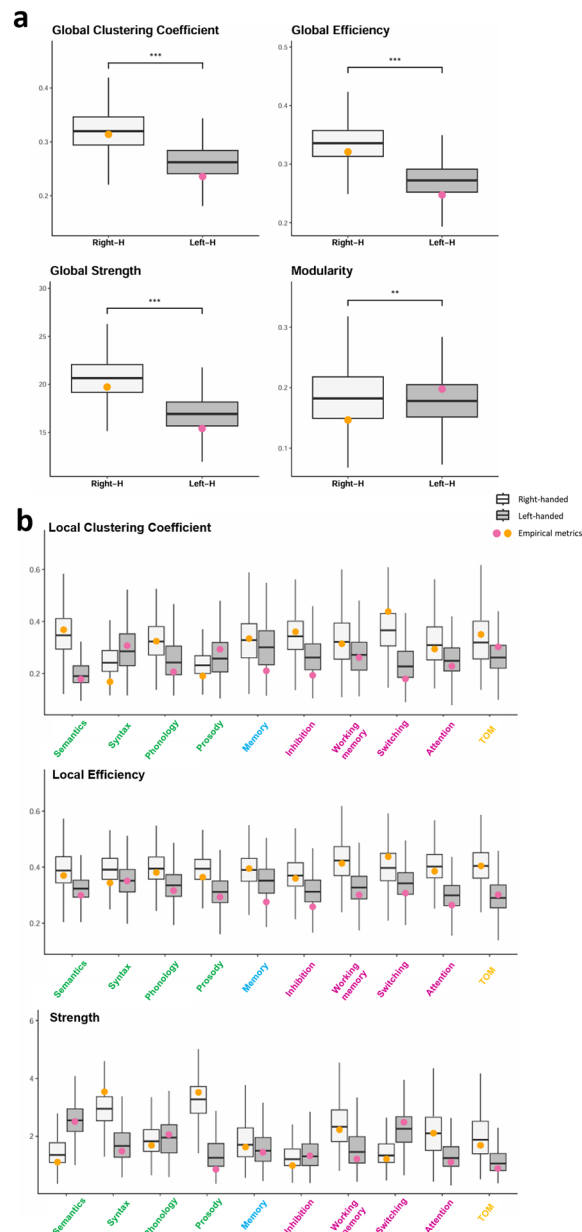 a
Global Clustering Coefficient
***
0.4
0.3
0.2
Right-H
Left-H
Global Efficiency
0.5
***
0.4
0.3
0.2
Right-H
Left-H
Global Strength
30
***
25
20
15
Right-H
Left-H
Modularity
**
0.3
0.2
0.1
Right-H
Left-H
Right-handed
Left-handed
Empirical metrics
b
Local Clustering Coefficient
0.6
0.4
0.2
Semantics
Syntax
Phonology
Prosody
Memory
Inhibition
Working
memory
Switching
Attention
TOM
Local Efficiency
0.6
0.4
0.2
Semantics
Syntax
Phonology
Prosody
Memory
Inhibition
Working
memory
Switching
Attention
TOM
Strength
6
4
2
Semantics
Syntax
Phonology
Prosody
Memory
Inhibition
Working
memory
Switching
Attention
TOM